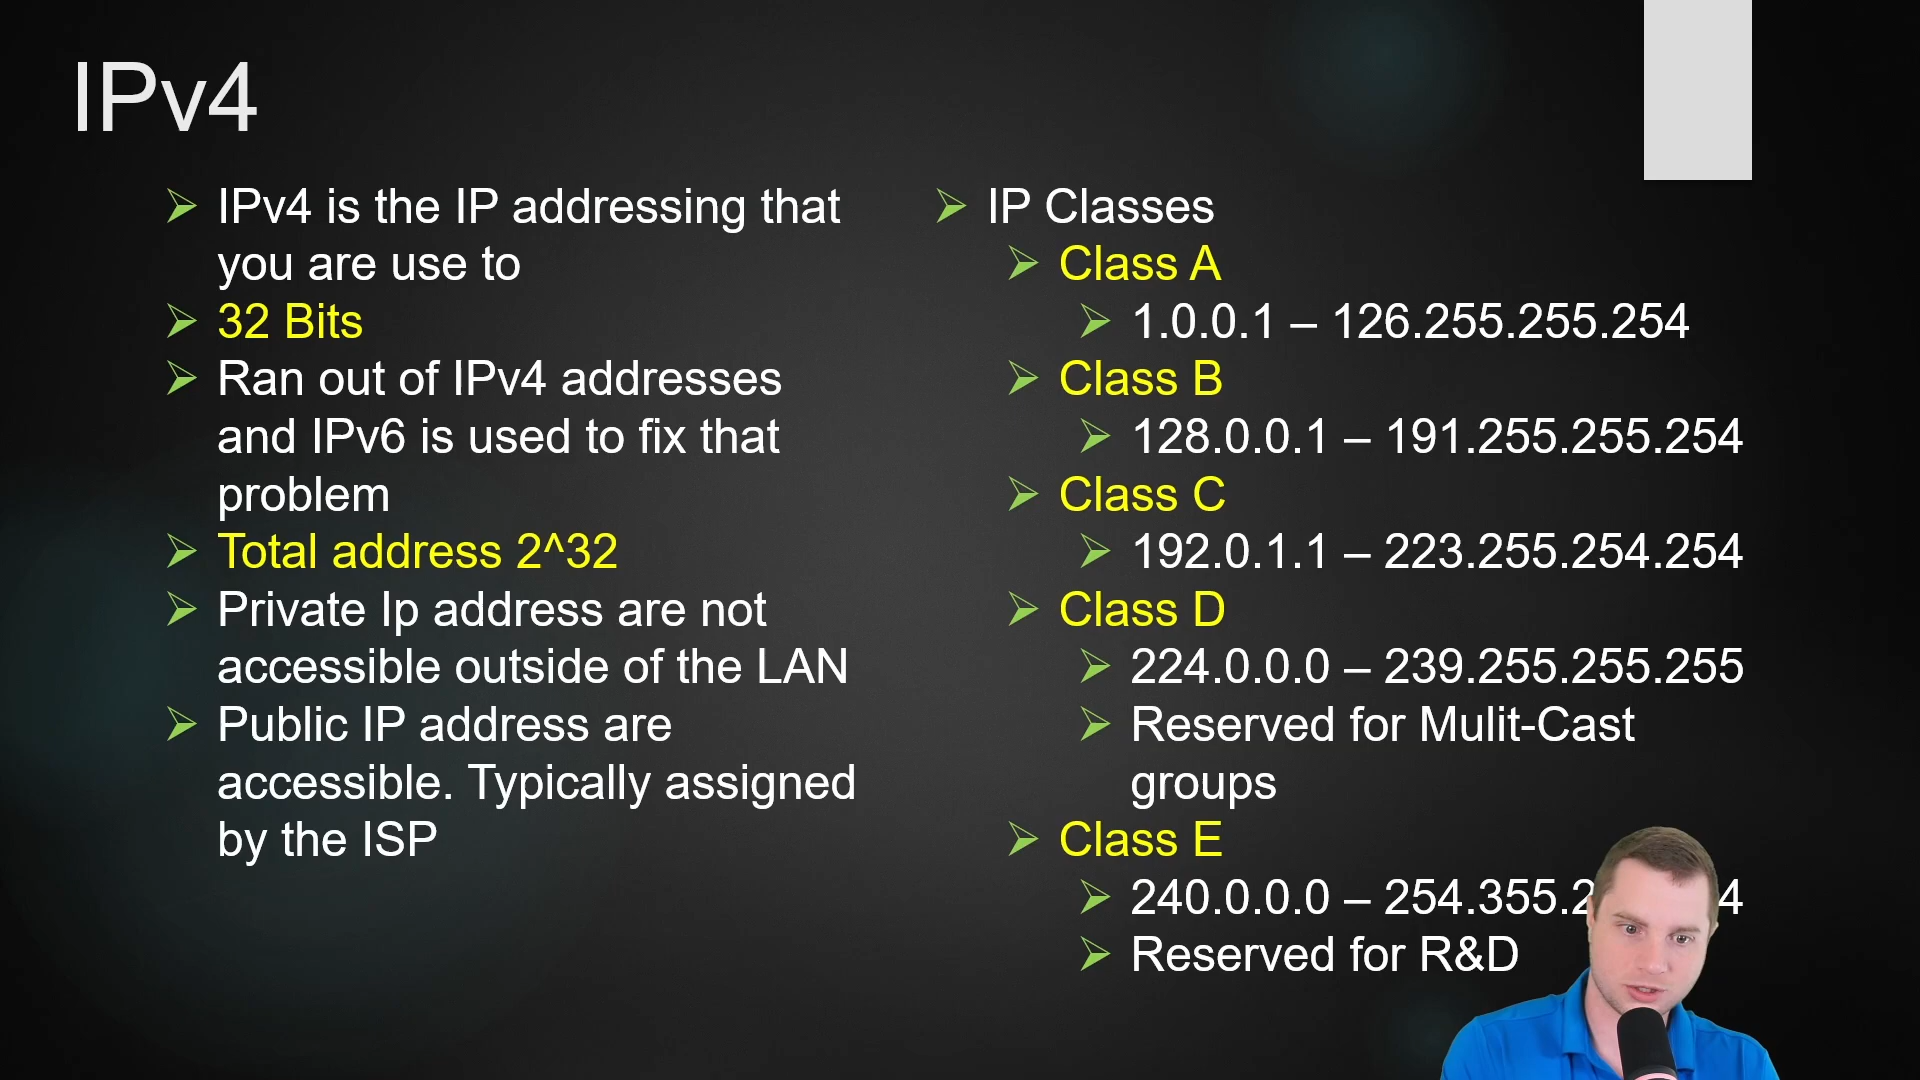 IPv4
IPv4 is the IP addressing that
you are use to
32 Bits
Ran out of IPv4 addresses
and IPv6 is used to fix that
problem
Total address 2^32
Private Ip address are not
accessible outside of the LAN
Public IP address are
accessible. Typically assigned
by the ISP
IP Classes
Class A
1.0.0.1 – 126.255.255.254
Class B
128.0.0.1 – 191.255.255.254
Class C
192.0.1.1 – 223.255.254.254
Class D
224.0.0.0 – 239.255.255.255
Reserved for Mulit-Cast
groups
Class E
240.0.0.0 –
Reserved for R&D